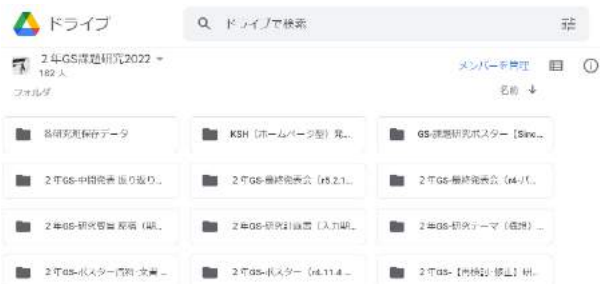 ドライブ
ドライブで検索
2年GS課題研究2022
182 人
メンバーを管理
フォルダ
名前 ↓
各研究班保存データ
KSH（ホームページ型）発...
GS-課題研究ポスター【Sinc...
2年GS-中間発表 振り返り...
2年GS-最終発表会（r5.2.1...
2年GS-最終発表会（r4-パ...
2年GS-研究要旨 原稿（期...
2年GS-研究計画書（入力期...
2年GS-研究テーマ（仮想）...
2年GS-ポスター資料・文書...
2年GS-ポスター（r4.11.4...
2年GS-【再検討・修正】研...